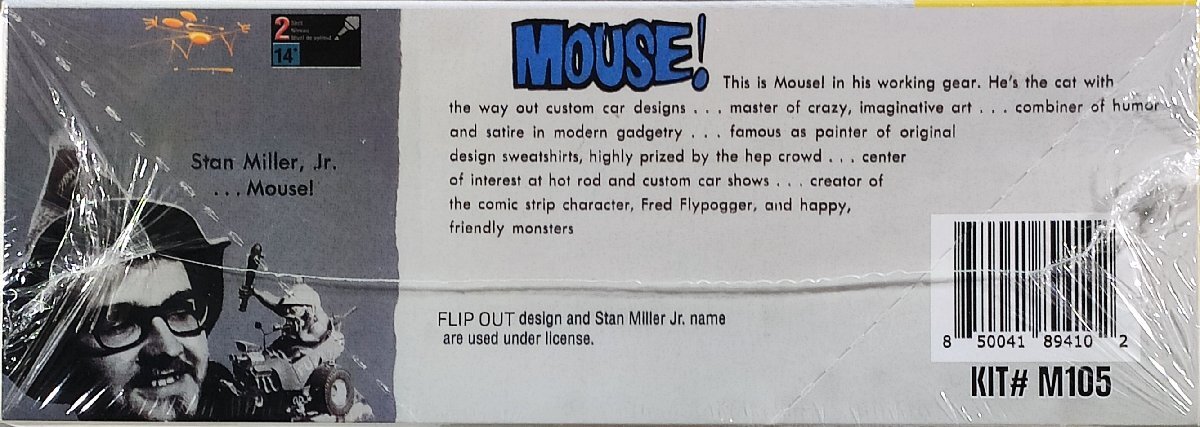 2
14+
Stan Miller, Jr.
. . . Mouse!
MOUSE!
This is Mouse! in his working gear. He's the cat with
the way out custom car designs . . . master of crazy, imaginative art . . . combiner of humor
and satire in modern gadgetry . . . famous as painter of original
design sweatshirts, highly prized by the hep crowd . . . center
of interest at hot rod and custom car shows . . . creator of
the comic strip character, Fred Flypogger, and happy,
friendly monsters
FLIP OUT design and Stan Miller Jr. name
are used under license.
8 50041 89410 2
KIT# M105